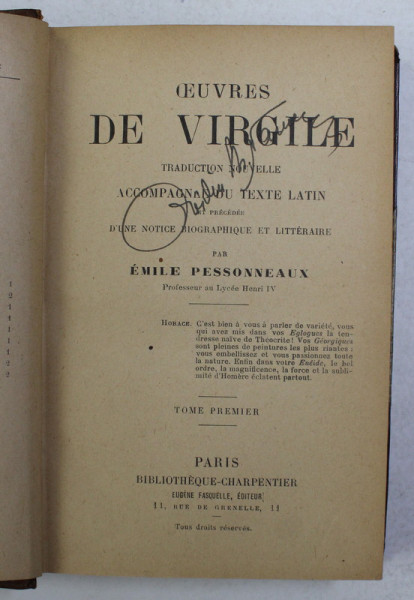 ŒUVRES
DE VIRGILE
TRADUCTION NOUVELLE
ACCOMPAGNÉE DU TEXTE LATIN
ET PRÉCÉDÉE
D'UNE NOTICE BIOGRAPHIQUE ET LITTÉRAIRE
PAR
ÉMILE PESSONNEAUX
Professeur au Lycée Henri IV
HORACE. C'est bien à vous à parler de variété, vous
qui avez mis dans vos Eglogues la ten-
dresse naïve de Théocrite! Vos Géorgiques
sont pleines de peintures les plus riantes;
vous embellissez et vous passionnez toute
la nature. Enfin dans votre Enéide, le bel
ordre, la magnificence, la force et la subli-
mité d'Homère éclatent partout.
TOME PREMIER
PARIS
BIBLIOTHÈQUE-CHARPENTIER
EUGÈNE FASQUELLE, ÉDITEUR
11, RUE DE GRENELLE, 11
Tous droits réservés.